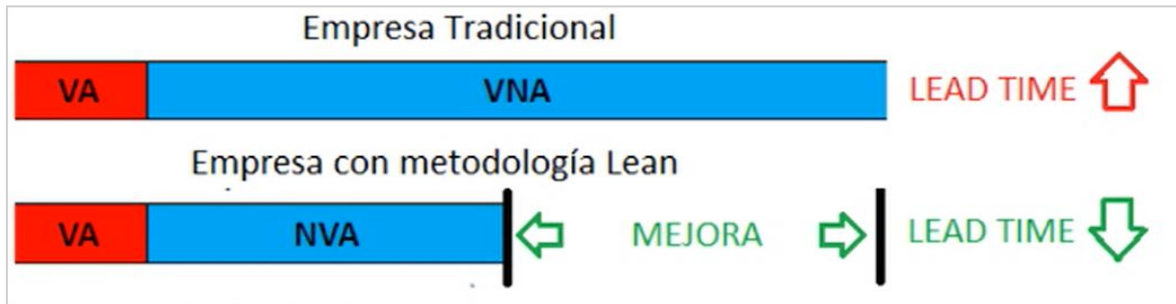 Empresa Tradicional
VA VNA LEAD TIME
Empresa con metodología Lean
VA NVA MEJORA LEAD TIME